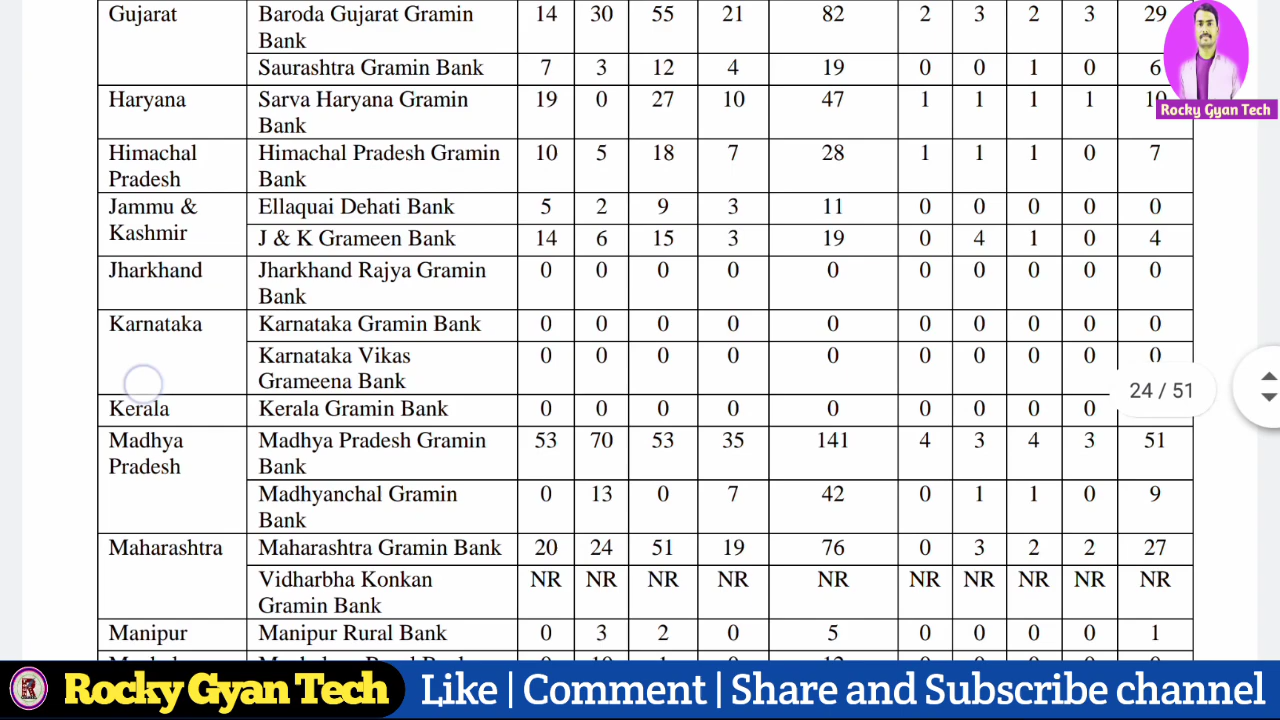 Gujarat Baroda Gujarat Gramin 14 30 55 21 82 2 3 2 3 29
Bank
Saurashtra Gramin Bank 7 3 12 4 19 0 0 1 0 6
Haryana Sarva Haryana Gramin 19 0 27 10 47 1 1 1 1
Bank
Rocky Gyan Tech
Himachal Himachal Pradesh Gramin 10 5 18 7 28 1 1 1 0 7
Pradesh Bank
Jammu & Ellaquai Dehati Bank 5 2 9 3 11 0 0 0 0 0
Kashmir J & K Grameen Bank 14 6 15 3 19 0 4 1 0 4
Jharkhand Jharkhand Rajya Gramin 0 0 0 0 0 0 0 0 0 0
Bank
Karnataka Karnataka Gramin Bank 0 0 0 0 0 0 0 0 0 0
Karnataka Vikas 0 0 0 0 0 0 0 0 0 0
Grameena Bank
24 / 51
Kerala Kerala Gramin Bank 0 0 0 0 0 0 0 0 0
Madhya Madhya Pradesh Gramin 53 70 53 35 141 4 3 4 3 51
Pradesh Bank
Madhyanchal Gramin 0 13 0 7 42 0 1 1 0 9
Bank
Maharashtra Maharashtra Gramin Bank 20 24 51 19 76 0 3 2 2 27
Vidharbha Konkan NR NR NR NR NR NR NR NR NR NR
Gramin Bank
Manipur Manipur Rural Bank 0 3 2 0 5 0 0 0 0 1
R Rocky Gyan Tech Like | Comment | Share and Subscribe channel